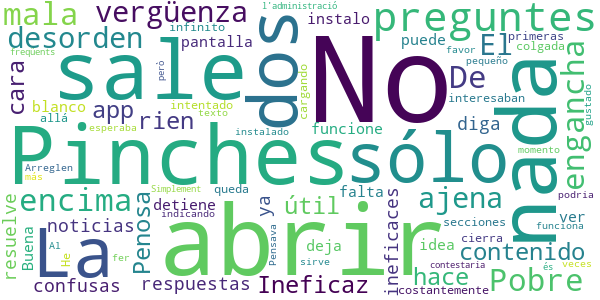 l'administració
mala vergüenza infinito instalo preguntes
frequents desorden pantalla dos No puede El primeras colgada
però favor pequeño
cara sale De engancha
blanco app intentado cargando interesaban
allá rien texto diga gustado
esperaba instalado funcione nada
Pinches sólo
Arreglen
más encima Simplement queda falta ajena momento
resuelve Penosa detiene útil ineficaces podria
La abrir ya ver
noticias indicando secciones funciona
Buena Al deja idea cierra
He Pensava contenido
fer sirve hace contestaria és veces
confusas respuestas Ineficaz costantemente Pobre